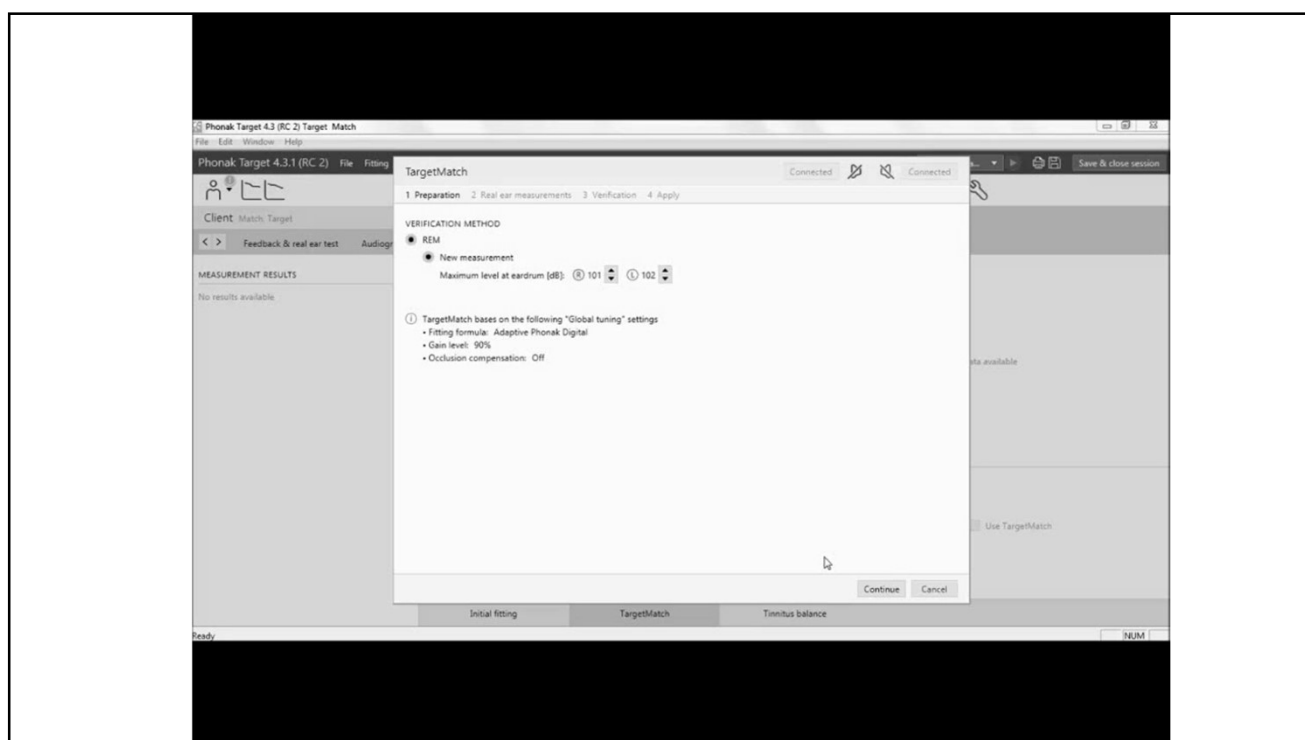 Phonak Target 4.3 (RC 2) Target Match
File Edit Window Help
Phonak Target 4.3.1 (RC 2) File Fitting
Save & close session
TargetMatch
Connected
Connected
1 Preparation 2 Real ear measurements 3 Verification 4 Apply
Client Match Target
< > Feedback & real ear test Audiogr
VERIFICATION METHOD
REM
New measurement
Maximum level at eardrum [dB]: R 101 L 102
MEASUREMENT RESULTS
No results available
TargetMatch bases on the following "Global tuning" settings
• Fitting formula: Adaptive Phonak Digital
• Gain level: 90%
• Occlusion compensation: Off
available
Use TargetMatch
Continue Cancel
Initial fitting TargetMatch Tinnitus balance
Ready NUM